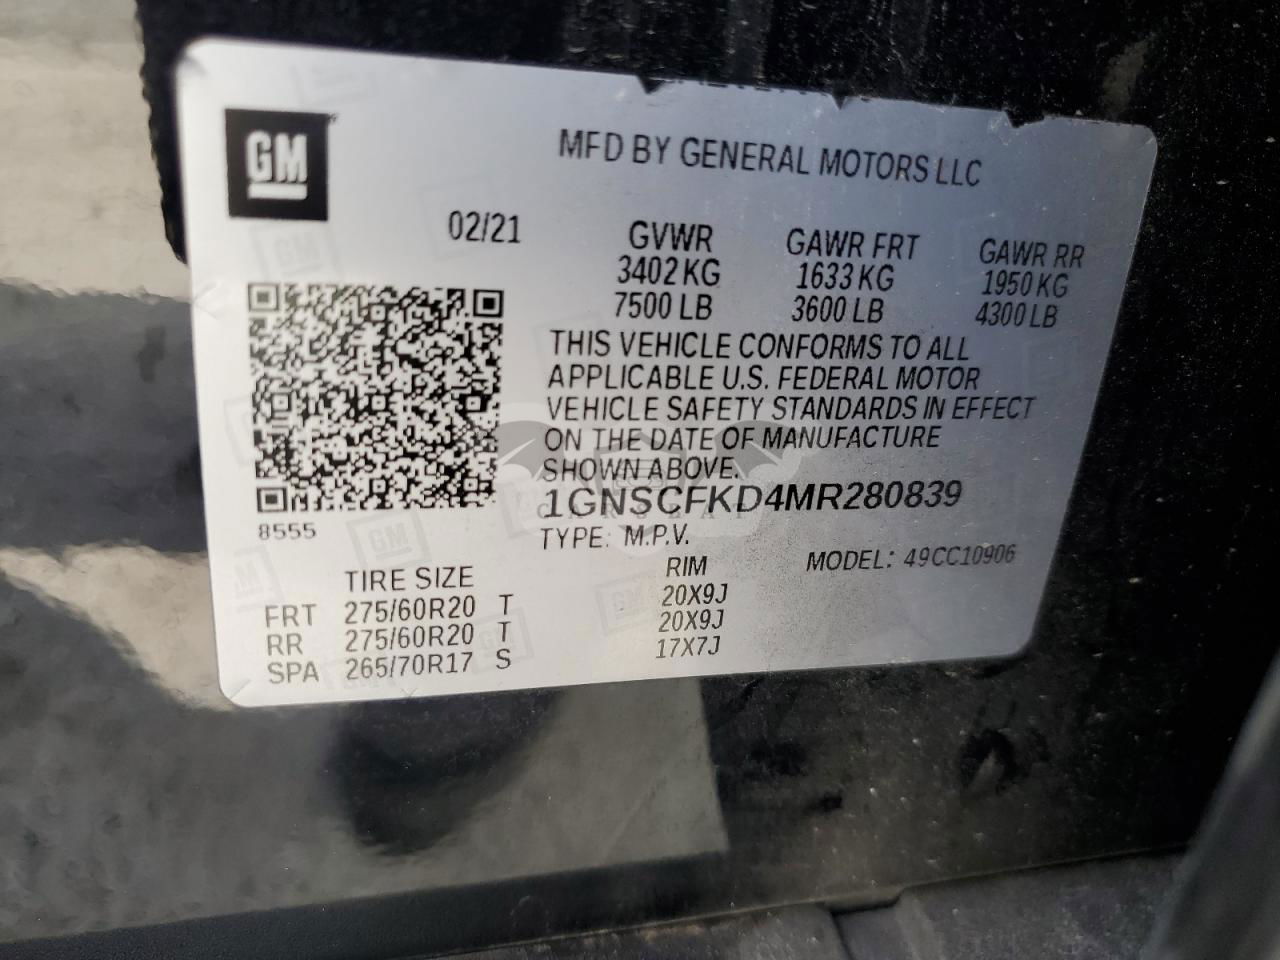 GM
MFD BY GENERAL MOTORS LLC
02/21
GVWR GAWR FRT GAWR RR
3402 KG 1633 KG 1950 KG
7500 LB 3600 LB 4300 LB
THIS VEHICLE CONFORMS TO ALL
APPLICABLE U.S. FEDERAL MOTOR
VEHICLE SAFETY STANDARDS IN EFFECT
ON THE DATE OF MANUFACTURE
SHOWN ABOVE.
1GNSCFKD4MR280839
8555
TYPE: M.P.V.
MODEL: 49CC10906
TIRE SIZE RIM
FRT 275/60R20 T 20X9J
RR 275/60R20 T 20X9J
SPA 265/70R17 S 17X7J